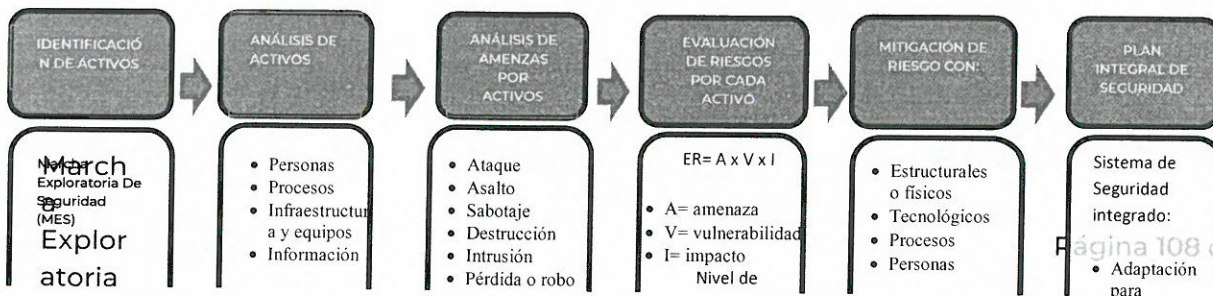 IDENTIFICACIÓ
N DE ACTIVOS
Marcha
Exploratoria De
Seguridad
(MES)
March
a
Explor
atoria
ANÁLISIS DE
ACTIVOS
• Personas
• Procesos
• Infraestructur
a y equipos
• Información
ANÁLISIS DE
AMENZAS
POR
ACTIVOS
• Ataque
• Asalto
• Sabotaje
• Destrucción
• Intrusión
• Pérdida o robo
EVALUACIÓN
DE RIESGOS
POR CADA
ACTIVO
ER= A x V x I
• A= amenaza
• V= vulnerabilidad
• I= impacto
Nivel de
MITIGACIÓN DE
RIESGO CON:
• Estructurales
o físicos
• Tecnológicos
• Procesos
• Personas
PLAN
INTEGRAL DE
SEGURIDAD
Sistema de
Seguridad
integrado:
• Adaptación
para
Página 108 d